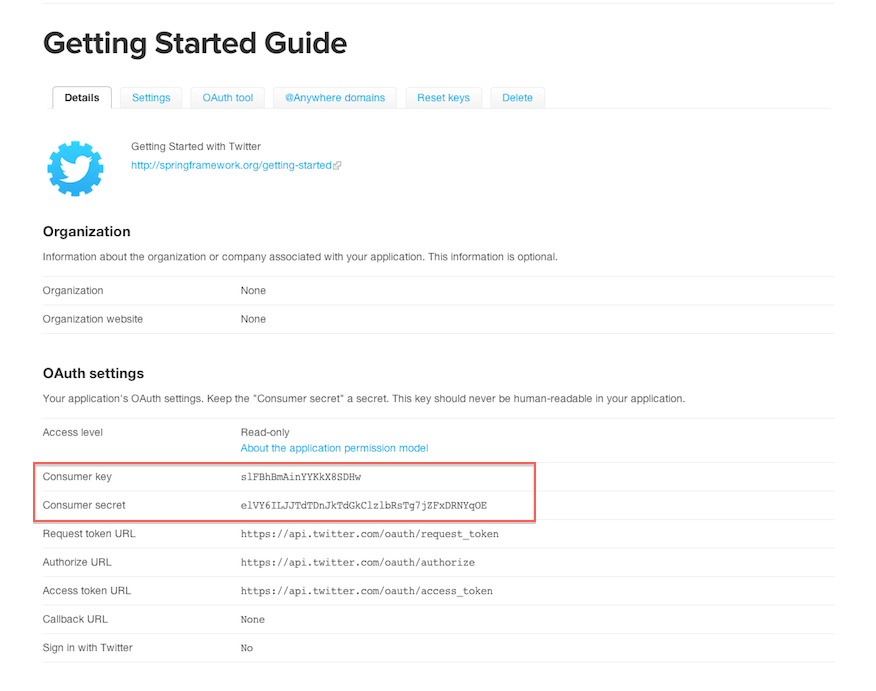 Getting Started Guide
Details Settings OAuth tool @Anywhere domains Reset keys Delete
Getting Started with Twitter
http://springframework.org/getting-started
Organization
Information about the organization or company associated with your application. This information is optional.
Organization None
Organization website None
OAuth settings
Your application's OAuth settings. Keep the "Consumer secret" a secret. This key should never be human-readable in your application.
Access level Read-only
About the application permission model
Consumer key slFBhBmAinYYKkX8SDHw
Consumer secret elVY6ILJJTdTDnJkTdGkClzlbRsTg7jZFxDRNYqOE
Request token URL https://api.twitter.com/oauth/request_token
Authorize URL https://api.twitter.com/oauth/authorize
Access token URL https://api.twitter.com/oauth/access_token
Callback URL None
Sign in with Twitter No